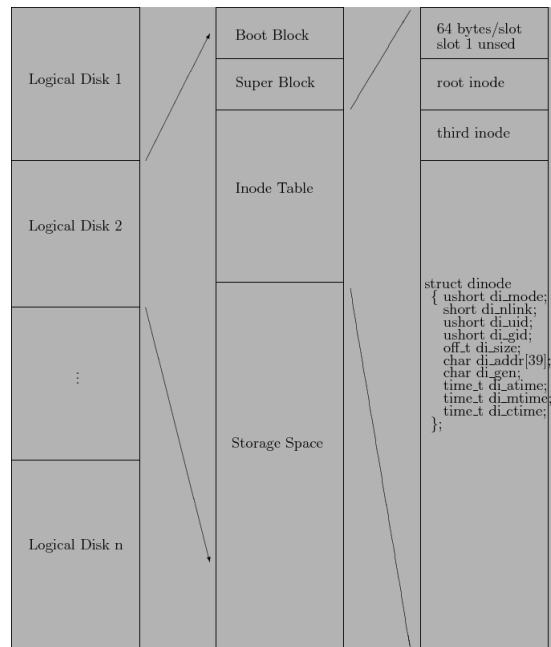 Logical Disk 1
Logical Disk 2
⋮
Logical Disk n
Boot Block
Super Block
Inode Table
Storage Space
64 bytes/slot
slot 1 unsed
root inode
third inode
struct dinode
{ ushort di_mode;
short di_nlink;
ushort di_uid;
ushort di_gid;
off_t di_size;
char di_addr[39];
char di_gen;
time_t di_atime;
time_t di_mtime;
time_t di_ctime;
};